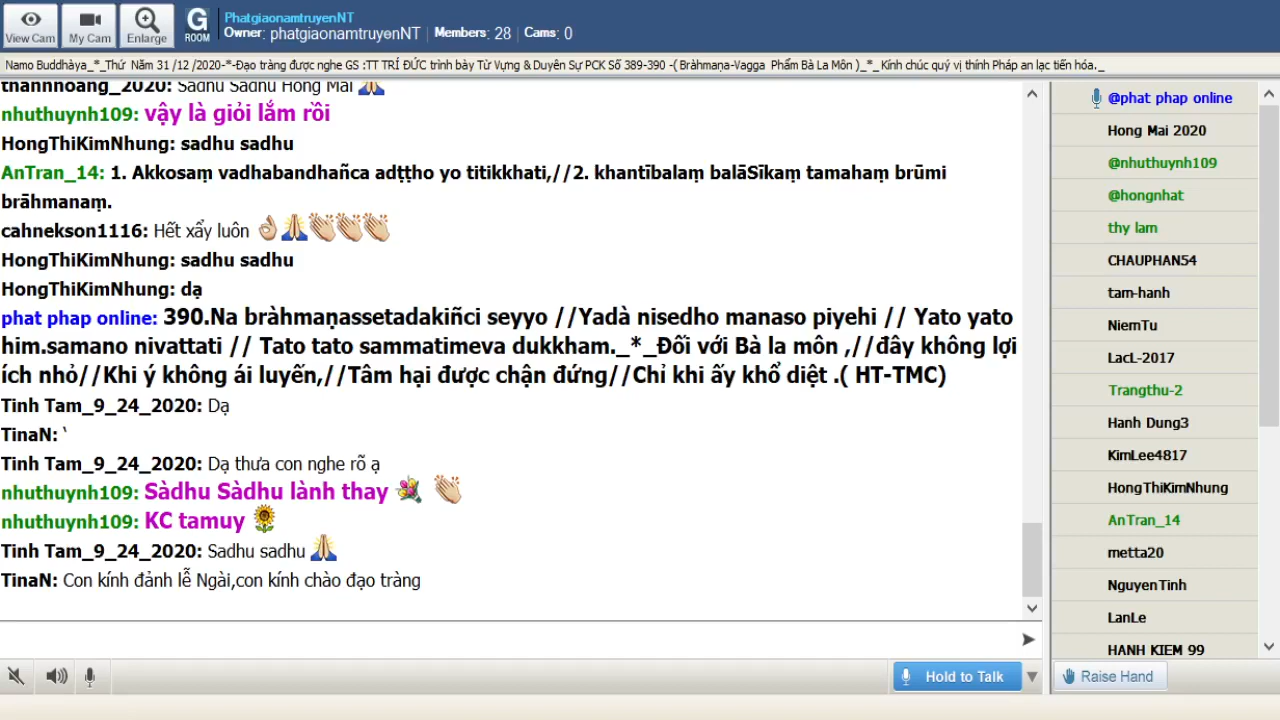 View Cam
My Cam
Enlarge
G
ROOM
PhatgiaonamtruyenNT
Owner: phatgiaonamtruyenNT | Members: 28 | Cams: 0
Namo Buddhàya_*_Thứ Năm 31 /12 /2020-*-Đạo tràng được nghe GS :TT TRÍ ĐỨC trình bày Từ Vựng & Duyên Sự PCK Số 389-390 -( Bràhmaṇa-Vagga Phẩm Bà La Môn )_*_ Kính chúc quý vị thính Pháp an lạc tiến hóa._
thanhhoang_2020: Sadhu Sadhu Hong Mai
nhuthuynh109: vậy là giỏi lắm rồi
HongThiKimNhung: sadhu sadhu
AnTran_14: 1. Akkosaṃ vadhabandhañca adṭṭho yo titikkhati,//2. khantībalaṃ balāSīkaṃ tamahaṃ brūmi
brāhmanaṃ.
cahnekson1116: Hết xẩy luôn
HongThiKimNhung: sadhu sadhu
HongThiKimNhung: dạ
phat phap online: 390.Na bràhmaṇassetadakiñci seyyo //Yadà nisedho manaso piyehi // Yato yato
him.samano nivattati // Tato tato sammatimeva dukkham._*_Đối với Bà la môn ,//đây không lợi
ích nhỏ//Khi ý không ái luyến,//Tâm hại được chận đứng//Chỉ khi ấy khổ diệt .( HT-TMC)
Tinh Tam_9_24_2020: Dạ
TinaN: `
Tinh Tam_9_24_2020: Dạ thưa con nghe rõ ạ
nhuthuynh109: Sàdhu Sàdhu lành thay
nhuthuynh109: KC tamuy
Tinh Tam_9_24_2020: Sadhu sadhu
TinaN: Con kính đảnh lễ Ngài,con kính chào đạo tràng
Hold to Talk
@phat phap online
Hong Mai 2020
@nhuthuynh109
@hongnhat
thy lam
CHAUPHAN54
tam-hanh
NiemTu
LacL-2017
Trangthu-2
Hanh Dung3
KimLee4817
HongThiKimNhung
AnTran_14
metta20
NguyenTinh
LanLe
HANH KIEM 99
Raise Hand